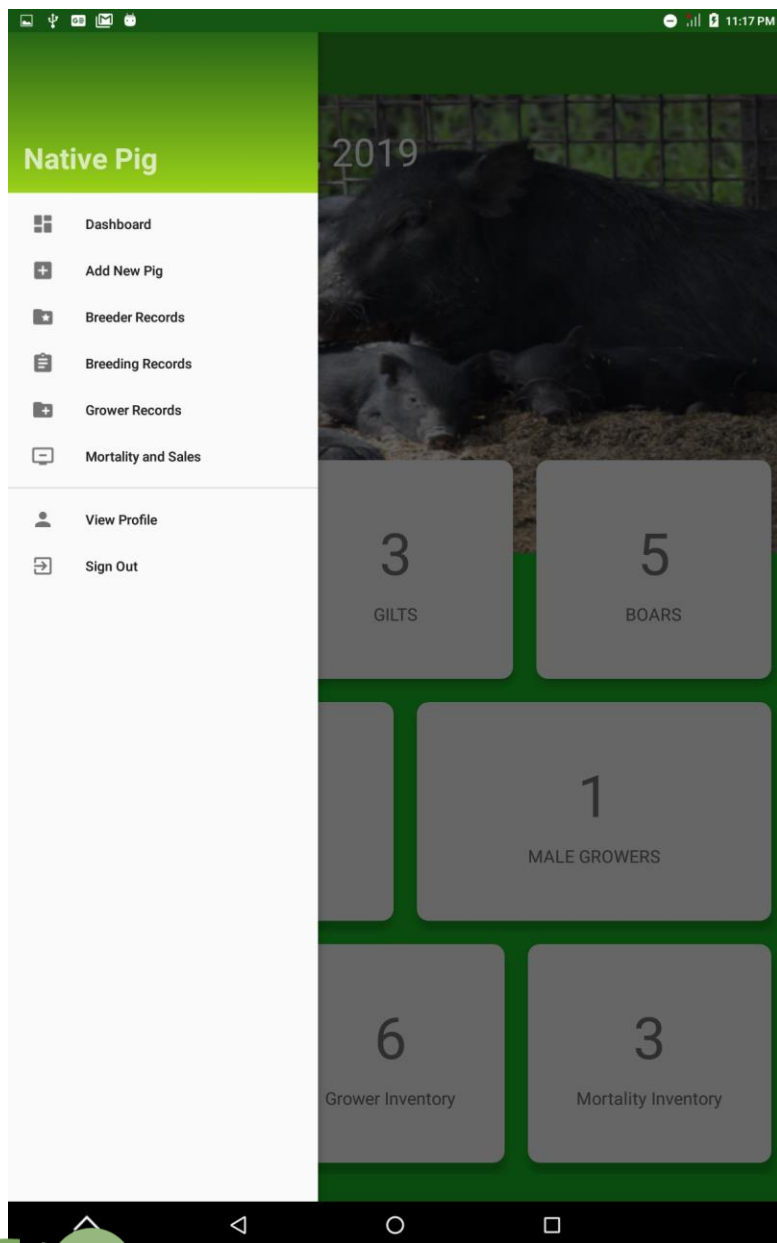 11:17 PM
Native Pig
, 2019
Dashboard
Add New Pig
Breeder Records
Breeding Records
Grower Records
Mortality and Sales
View Profile
Sign Out
3
GILTS
5
BOARS
1
MALE GROWERS
6
Grower Inventory
3
Mortality Inventory